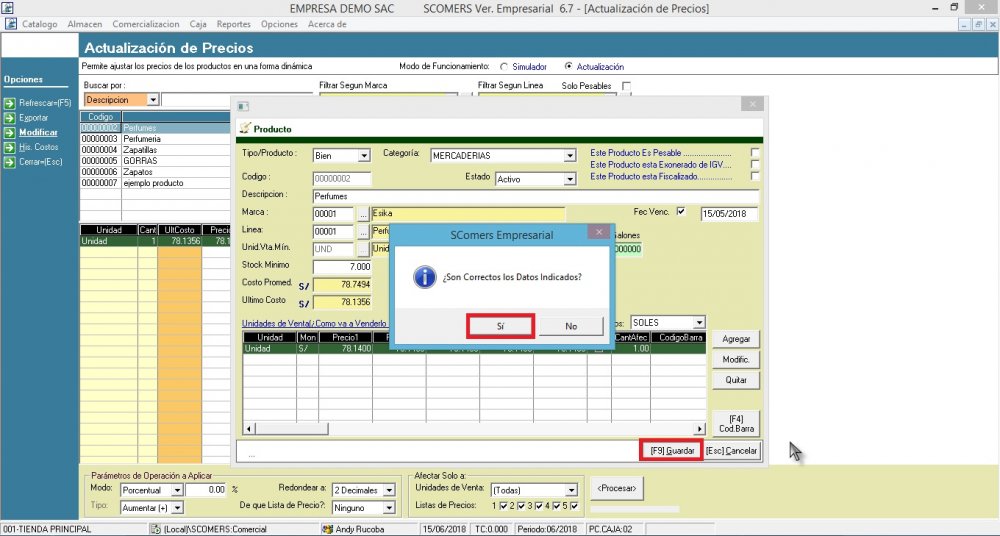 EMPRESA DEMO SAC SCOMERS Ver. Empresarial 6.7 - [Actualización de Precios]
Catalogo Almacen Comercializacion Caja Reportes Opciones Acerca de
Actualización de Precios
Permite ajustar los precios de los productos en una forma dinámica Modo de Funcionamiento: Simulador Actualización
Opciones
Refrescar=(F5)
Exportar
Modificar
His. Costos
Cerrar=(Esc)
Buscar por : Filtrar Segun Marca Filtrar Segun Linea Solo Pesables
Descripcion
Codigo
00000002 Perfumes
00000003 Perfumeria
00000004 Zapatillas
00000005 GORRAS
00000006 Zapatos
00000007 ejemplo producto
Unidad Cant UltCosto Precio
Unidad 1 78.1356 78.1
Producto
Tipo/Producto : Bien Categoría: MERCADERIAS Este Producto Es Pesable ......................
Este Producto esta Exonerado de IGV....
Codigo : 00000002 Estado Activo Este Producto esta Fiscalizado................
Descripcion : Perfumes
Marca : 00001 ... Esika Fec Venc. 15/05/2018
Linea: 00001 ... Perfu
Unid.Vta.Mín. UND ... Unid
alones
000000
Stock Minimo 7.000
Costo Promed. S/ 78.7494
Ultimo Costo S/ 78.1356
SComers Empresarial
¿Son Correctos los Datos Indicados?
Sí No
Unidades de Venta(¿Como va a Venderlo os: SOLES
Unidad Mon Precio1 CantAfec CodigoBarra
Unidad S/ 78.1400 1.00
Agregar
Modific.
Quitar
[F4]
Cod.Barra
... [F9] Guardar [Esc] Cancelar
Parámetros de Operación a Aplicar
Modo: Porcentual 0.00 % Redondear a: 2 Decimales
Tipo: Aumentar (+) De que Lista de Precio?: Ninguno
Afectar Solo a:
Unidades de Venta: (Todas)
Listas de Precios: 1 2 3 4 5
<Procesar>
001-TIENDA PRINCIPAL (Local)\SCOMERS:Comercial Andy Rucoba 15/06/2018 TC:0.000 Periodo:06/2018 PC.CAJA:02